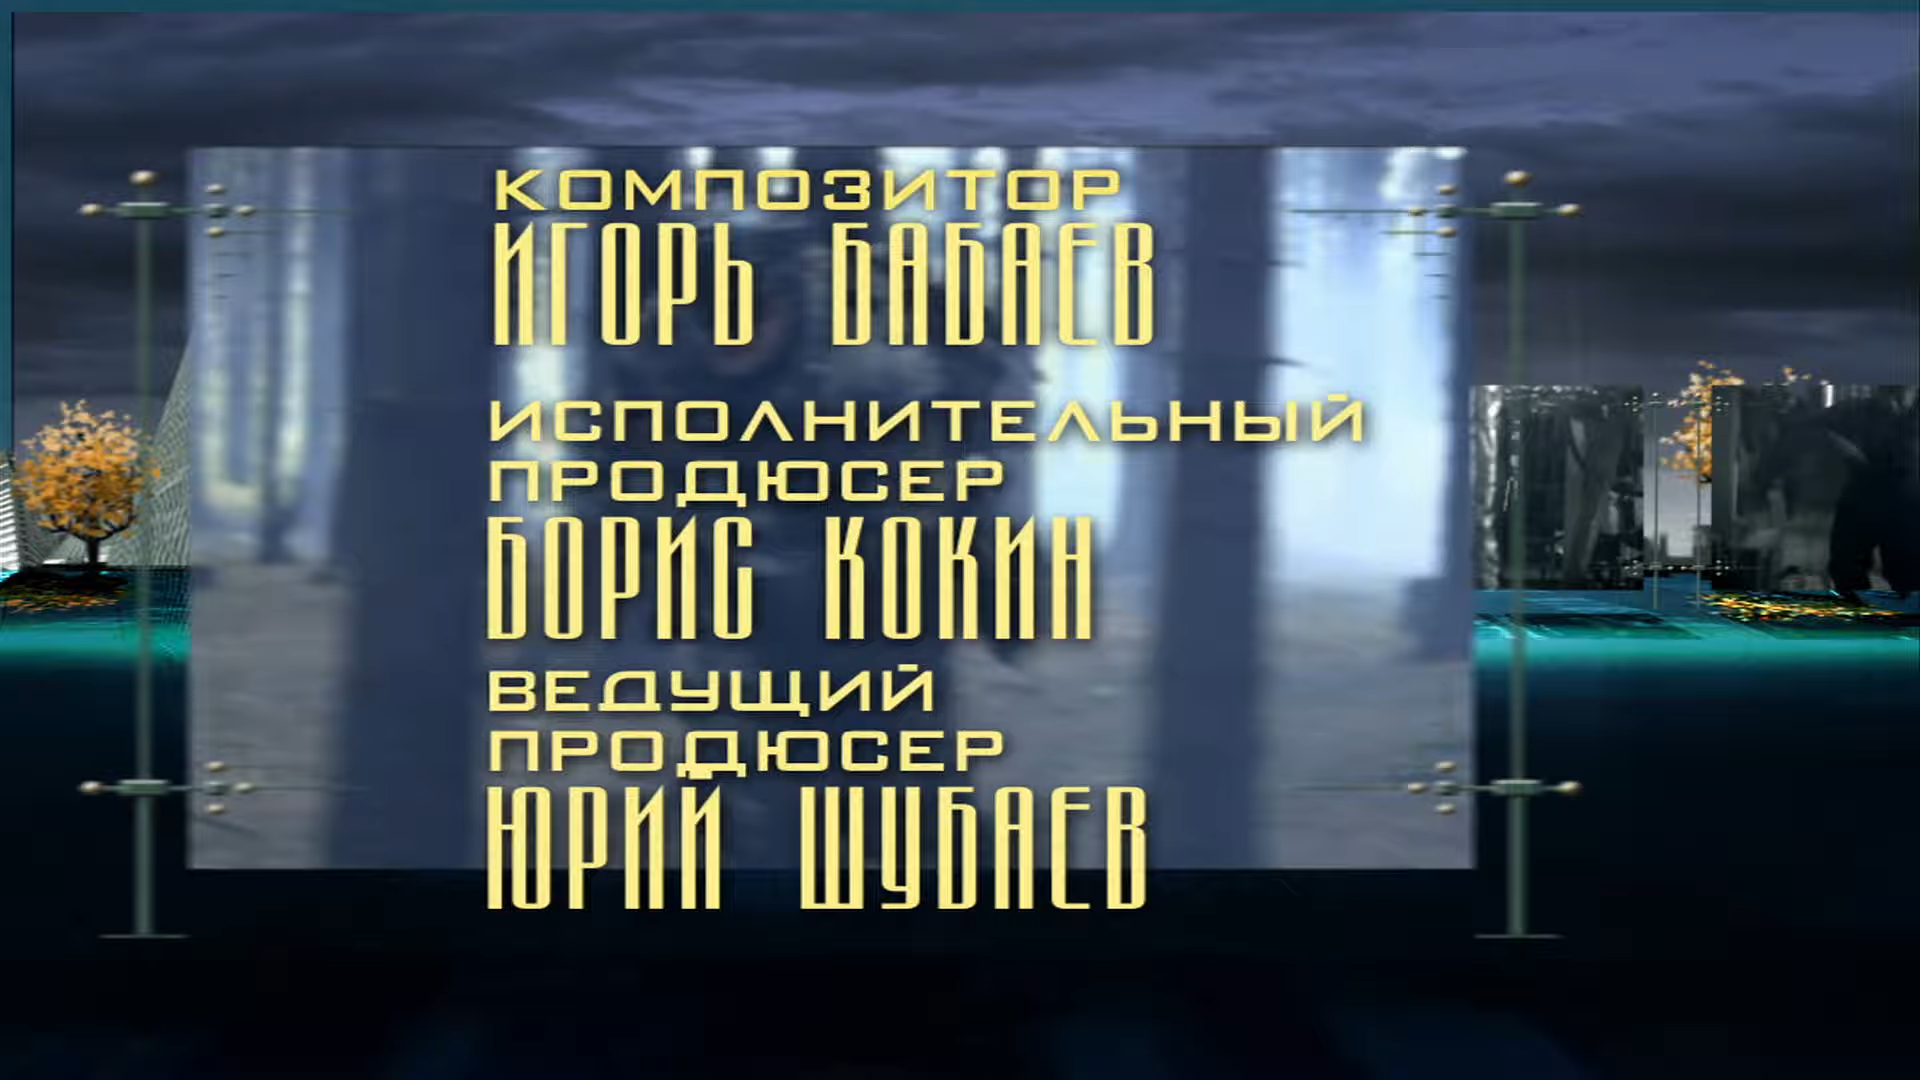 КОМПОЗИТОР
ИГОРЬ БАБАЕВ
ИСПОЛНИТЕЛЬНЫЙ
ПРОДЮСЕР
БОРИС КОКИН
ВЕДУЩИЙ
ПРОДЮСЕР
ЮРИЙ ШУБАЕВ